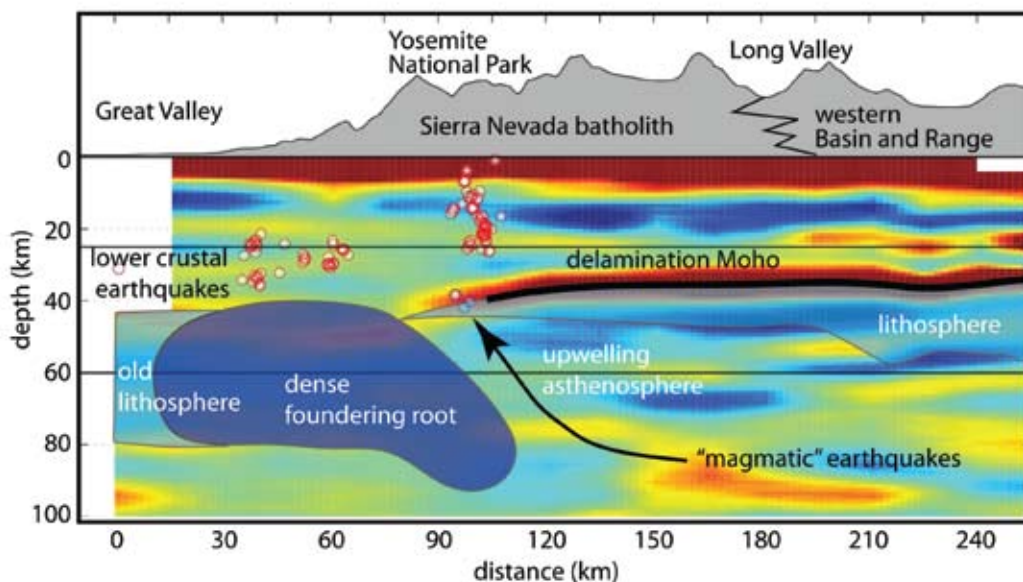 Yosemite
National Park
Long Valley
Great Valley
Sierra Nevada batholith
western
Basin and Range
0
20
40
60
80
100
depth (km)
lower crustal
earthquakes
delamination Moho
lithosphere
old
lithosphere
dense
foundering root
upwelling
asthenosphere
"magmatic" earthquakes
0
30
60
90
120
150
180
210
240
distance (km)